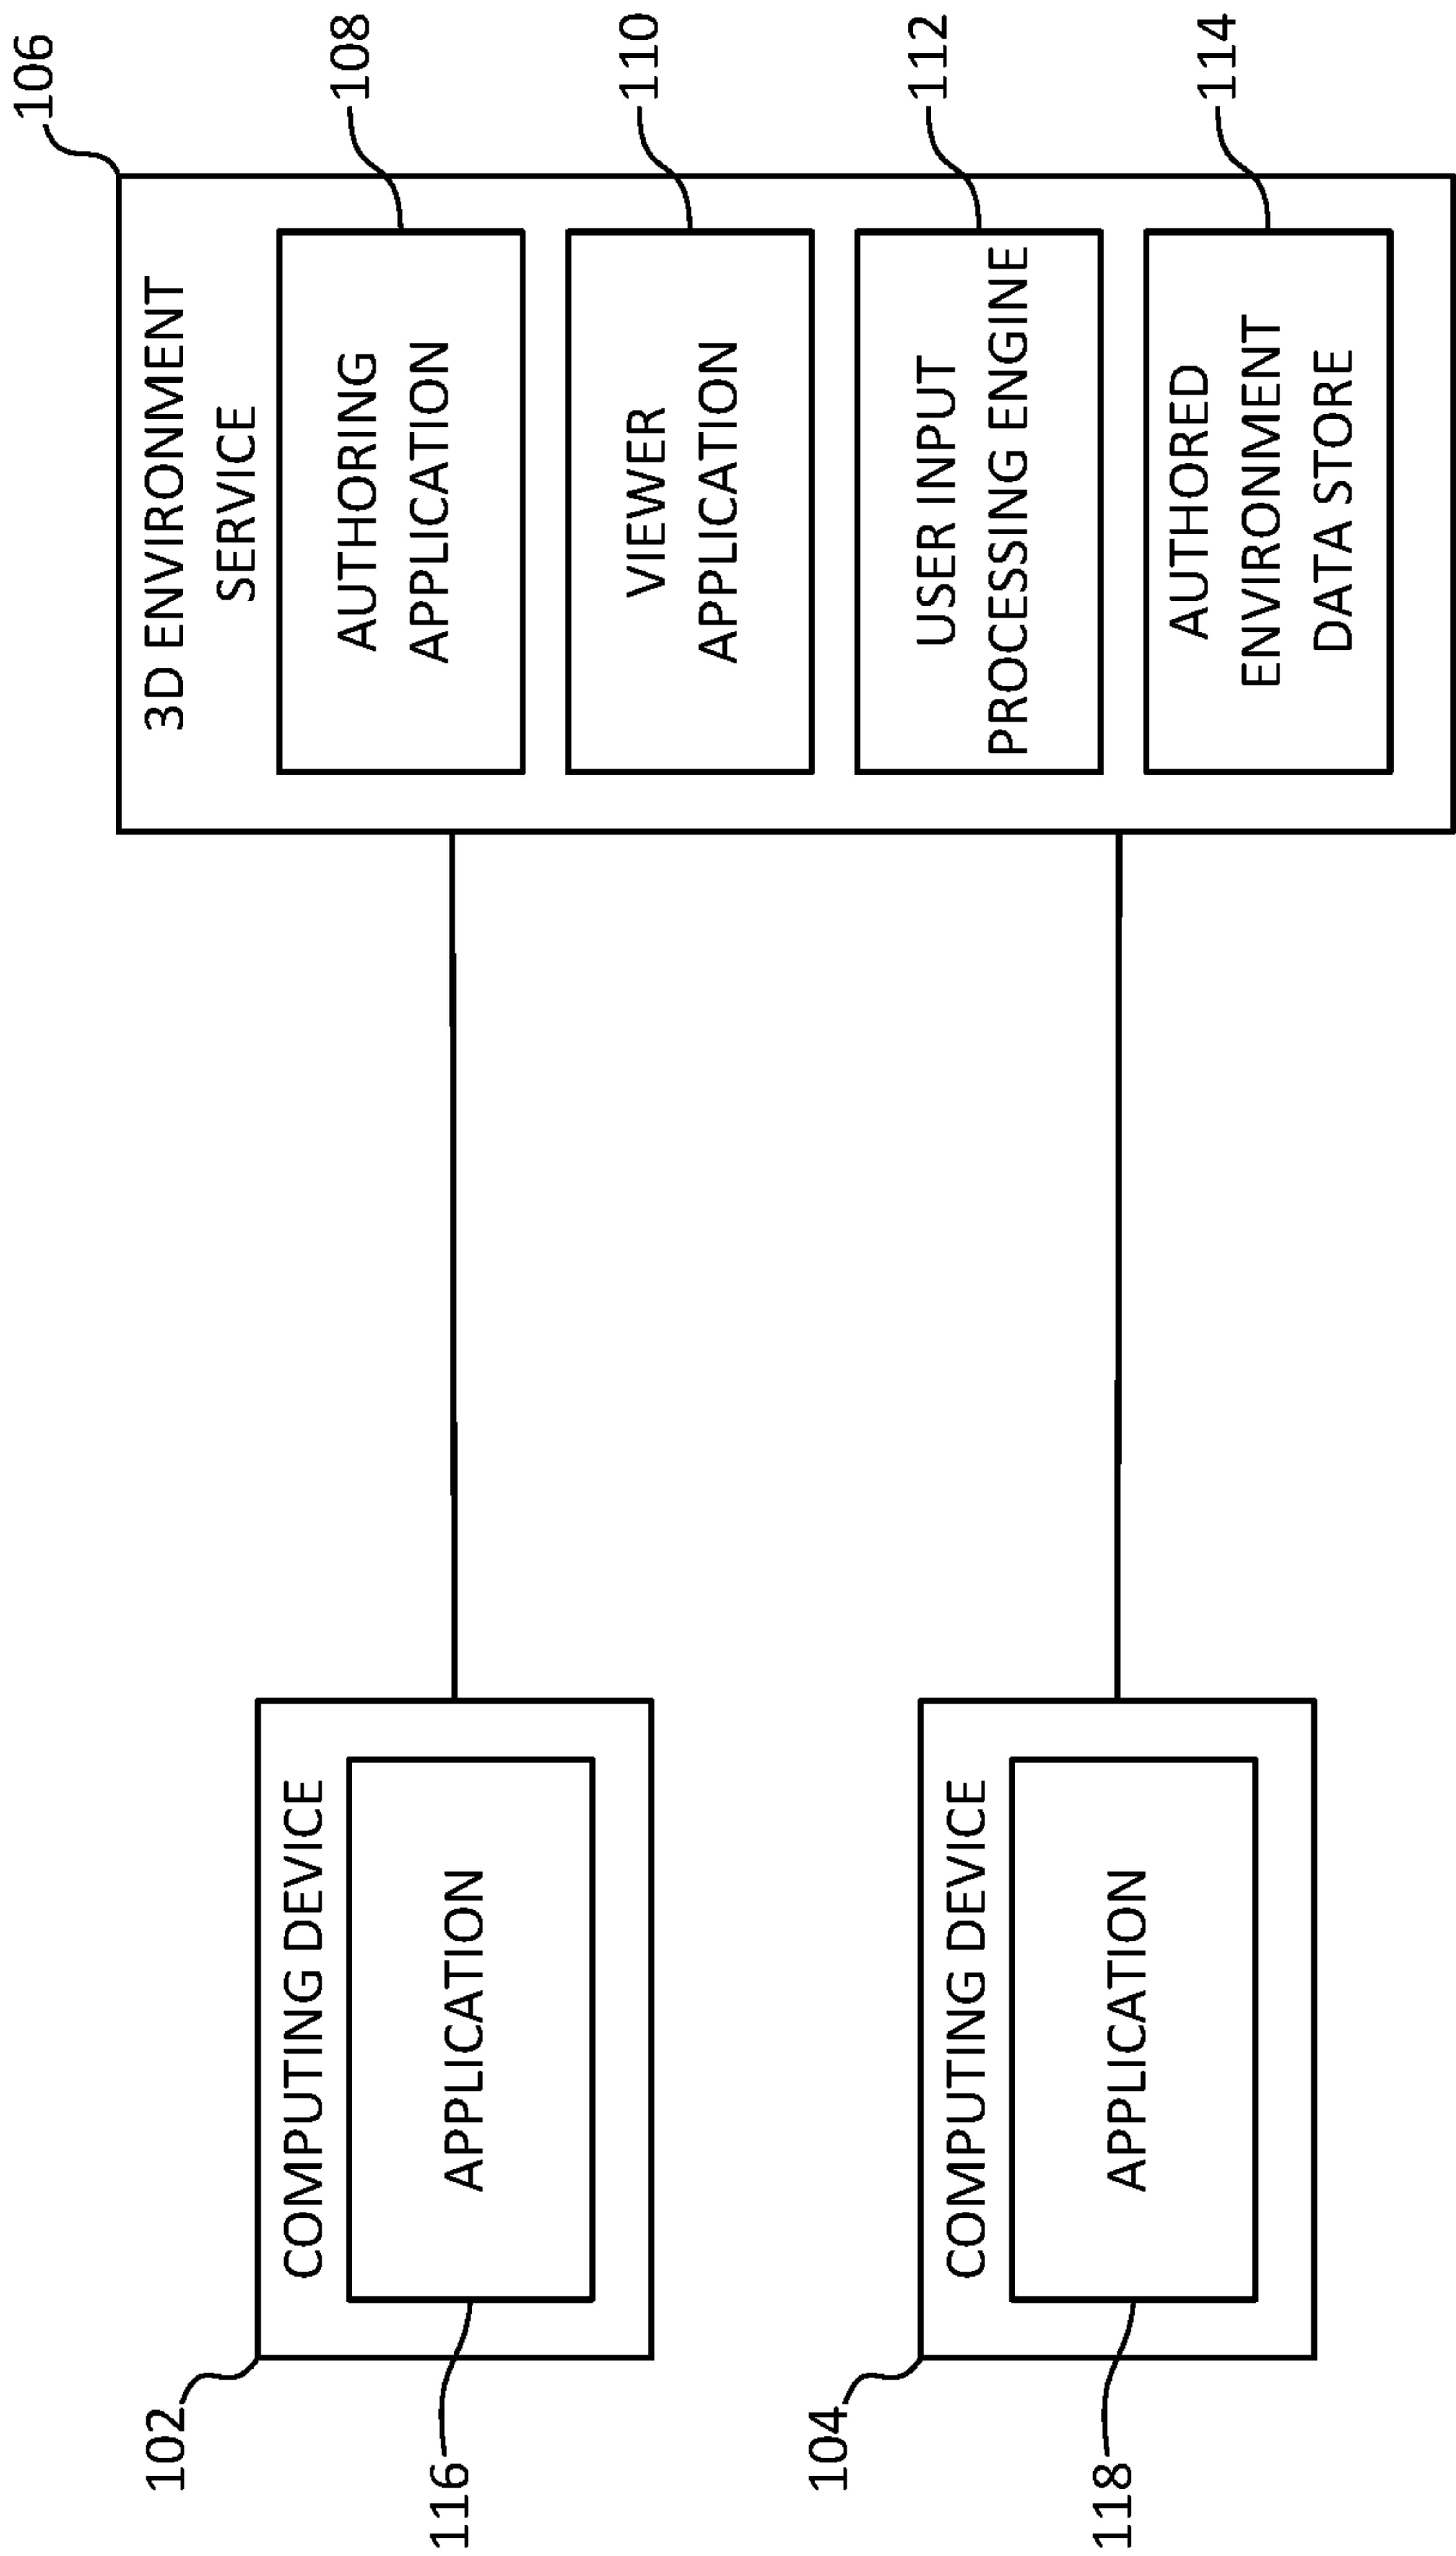 102
COMPUTING DEVICE
APPLICATION
116
104
COMPUTING DEVICE
APPLICATION
118
106
3D ENVIRONMENT
SERVICE
AUTHORING
APPLICATION
108
VIEWER
APPLICATION
110
USER INPUT
PROCESSING ENGINE
112
AUTHORED
ENVIRONMENT
DATA STORE
114